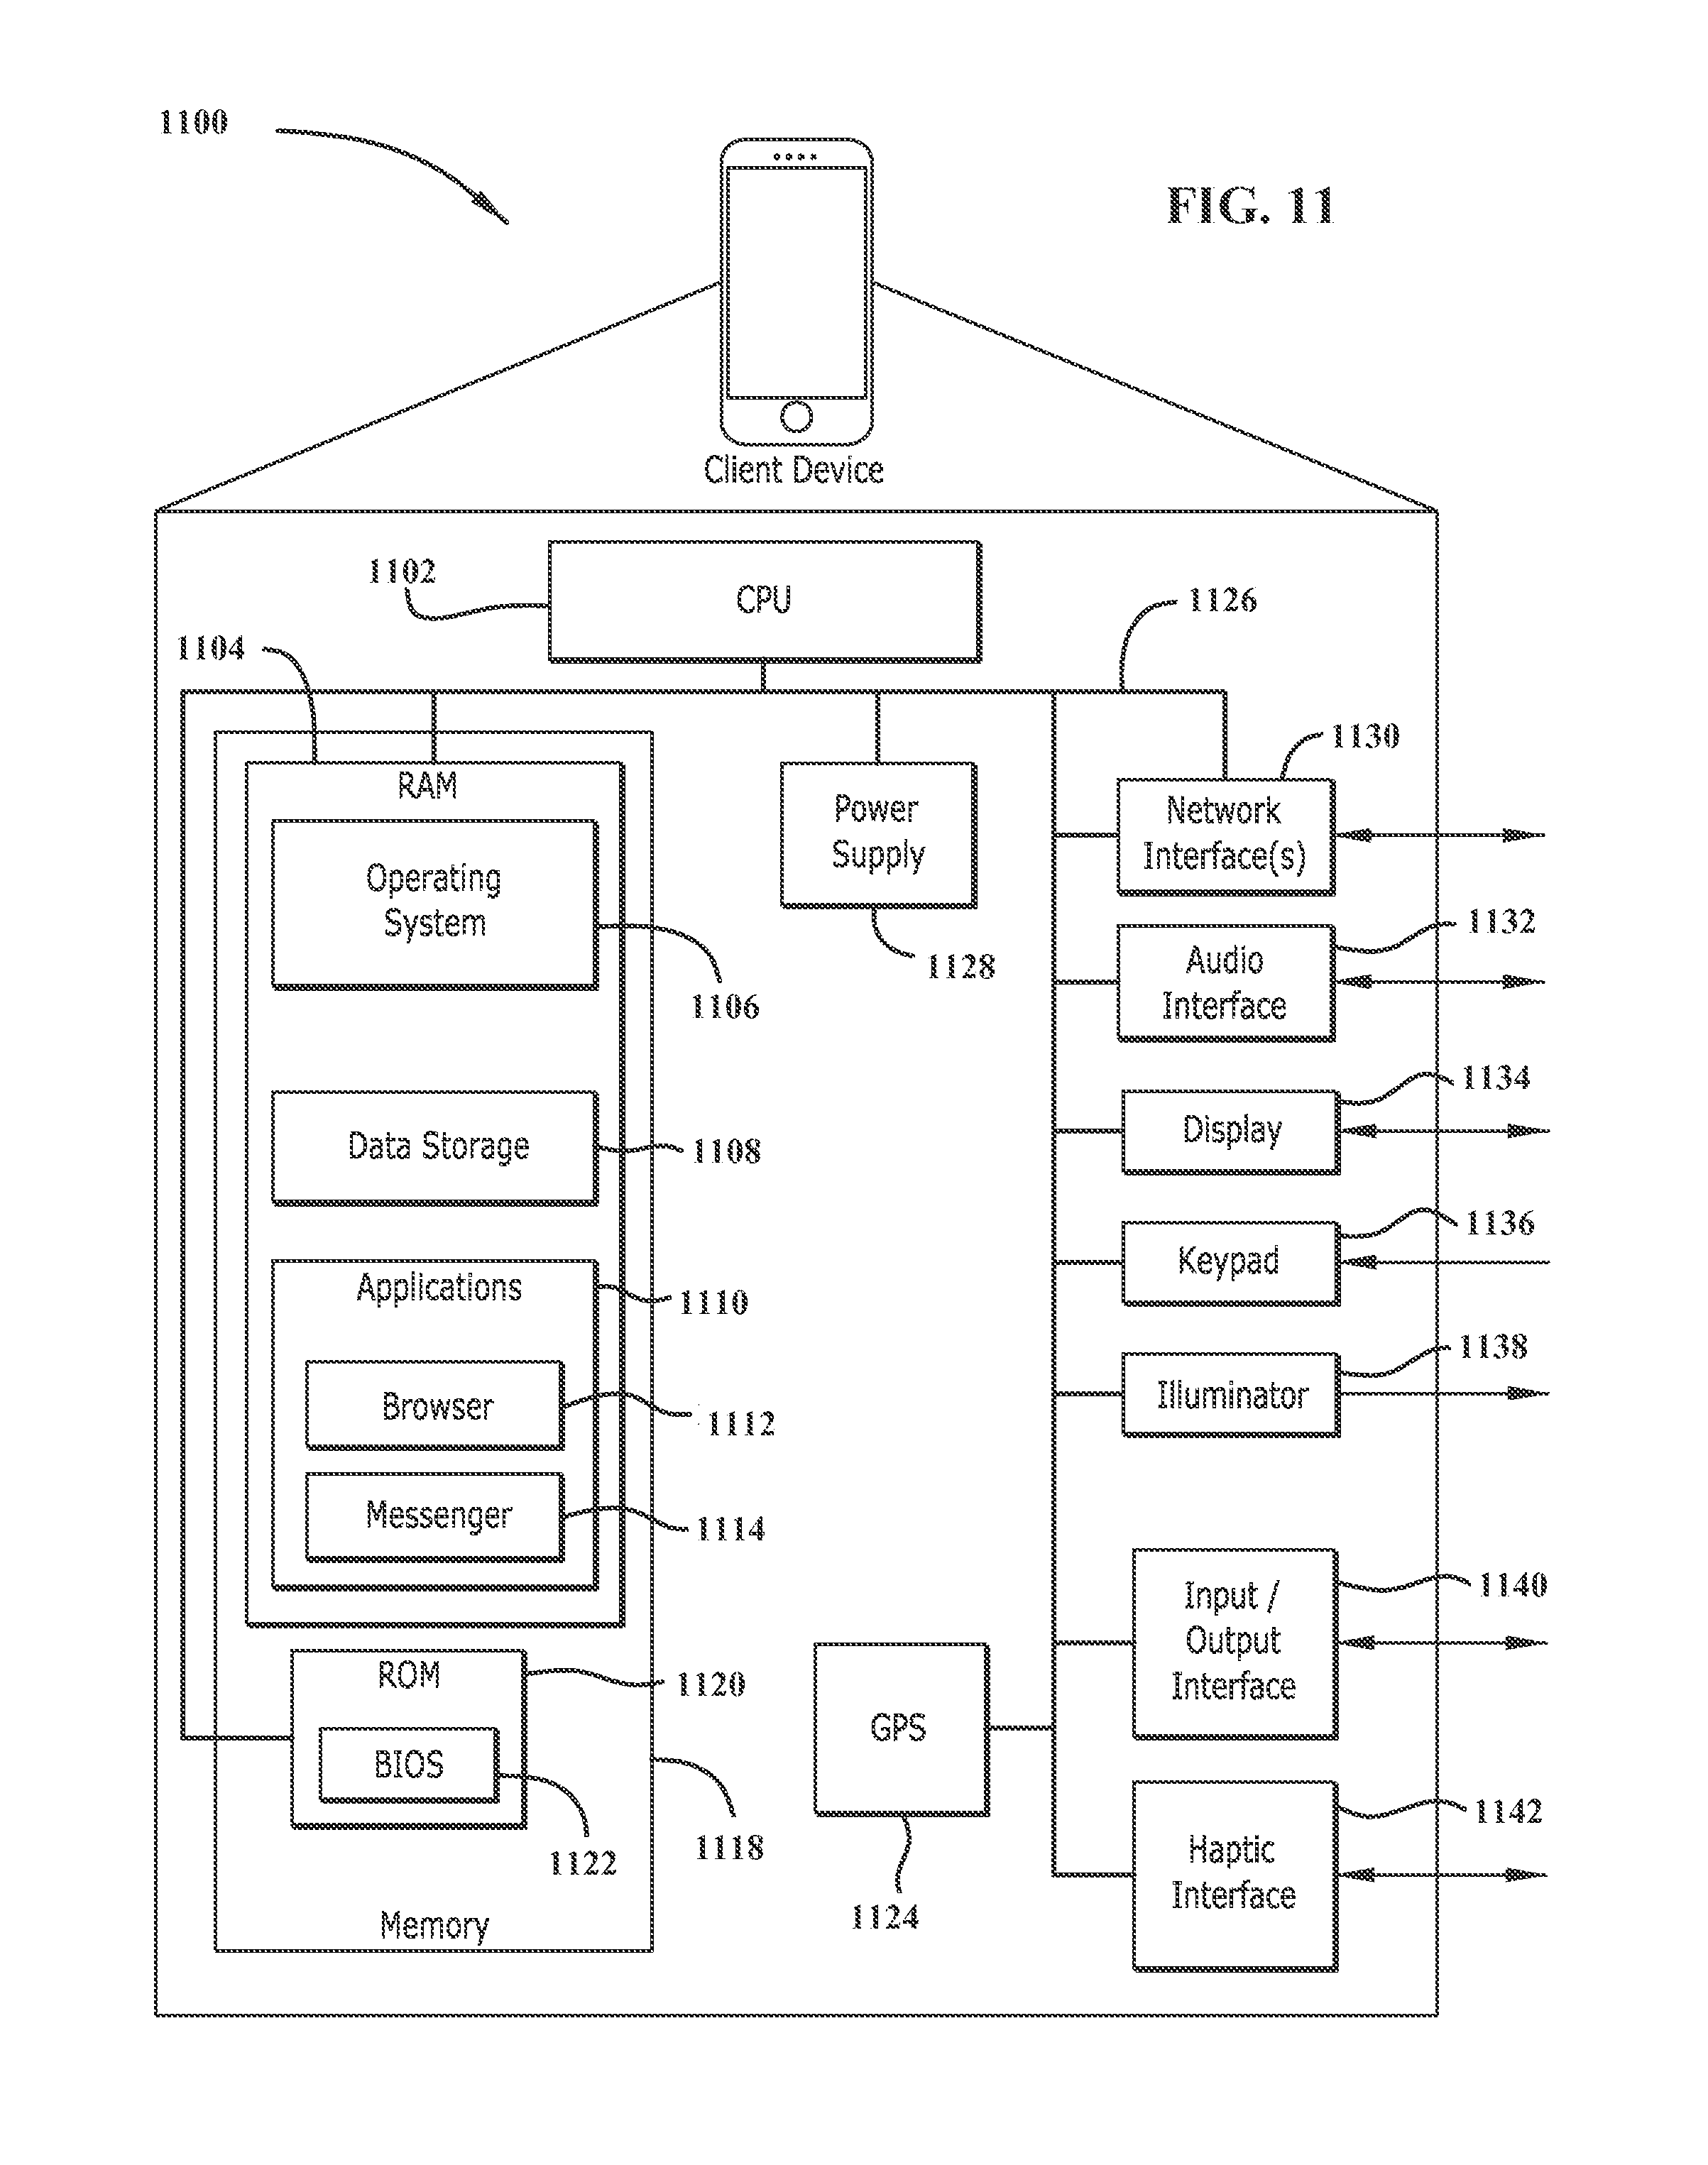 1100
FIG. 11
Client Device
1102
CPU
1126
1104
1130
RAM
Network
Interface(s)
Power
Supply
Operating
System
1132
1128
Audio
Interface
1106
1134
Display
Data Storage
1108
1136
Keypad
Applications
1110
1138
Illuminator
Browser
1112
Messenger
1114
1140
Input /
Output
Interface
ROM
1120
GPS
BIOS
1142
1118
1122
Haptic
Interface
1124
Memory